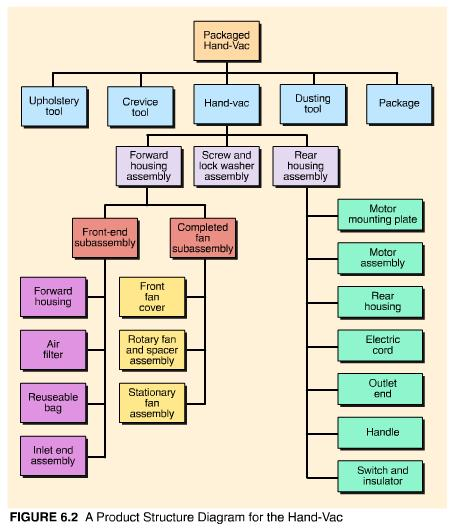 Packaged
Hand-Vac
Upholstery
tool
Crevice
tool
Hand-vac
Dusting
tool
Package
Forward
housing
assembly
Screw and
lock washer
assembly
Rear
housing
assembly
Front-end
subassembly
Completed
fan
subassembly
Forward
housing
Air
filter
Reuseable
bag
Inlet end
assembly
Front
fan
cover
Rotary fan
and spacer
assembly
Stationary
fan
assembly
Motor
mounting plate
Motor
assembly
Rear
housing
Electric
cord
Outlet
end
Handle
Switch and
insulator
FIGURE 6.2 A Product Structure Diagram for the Hand-Vac